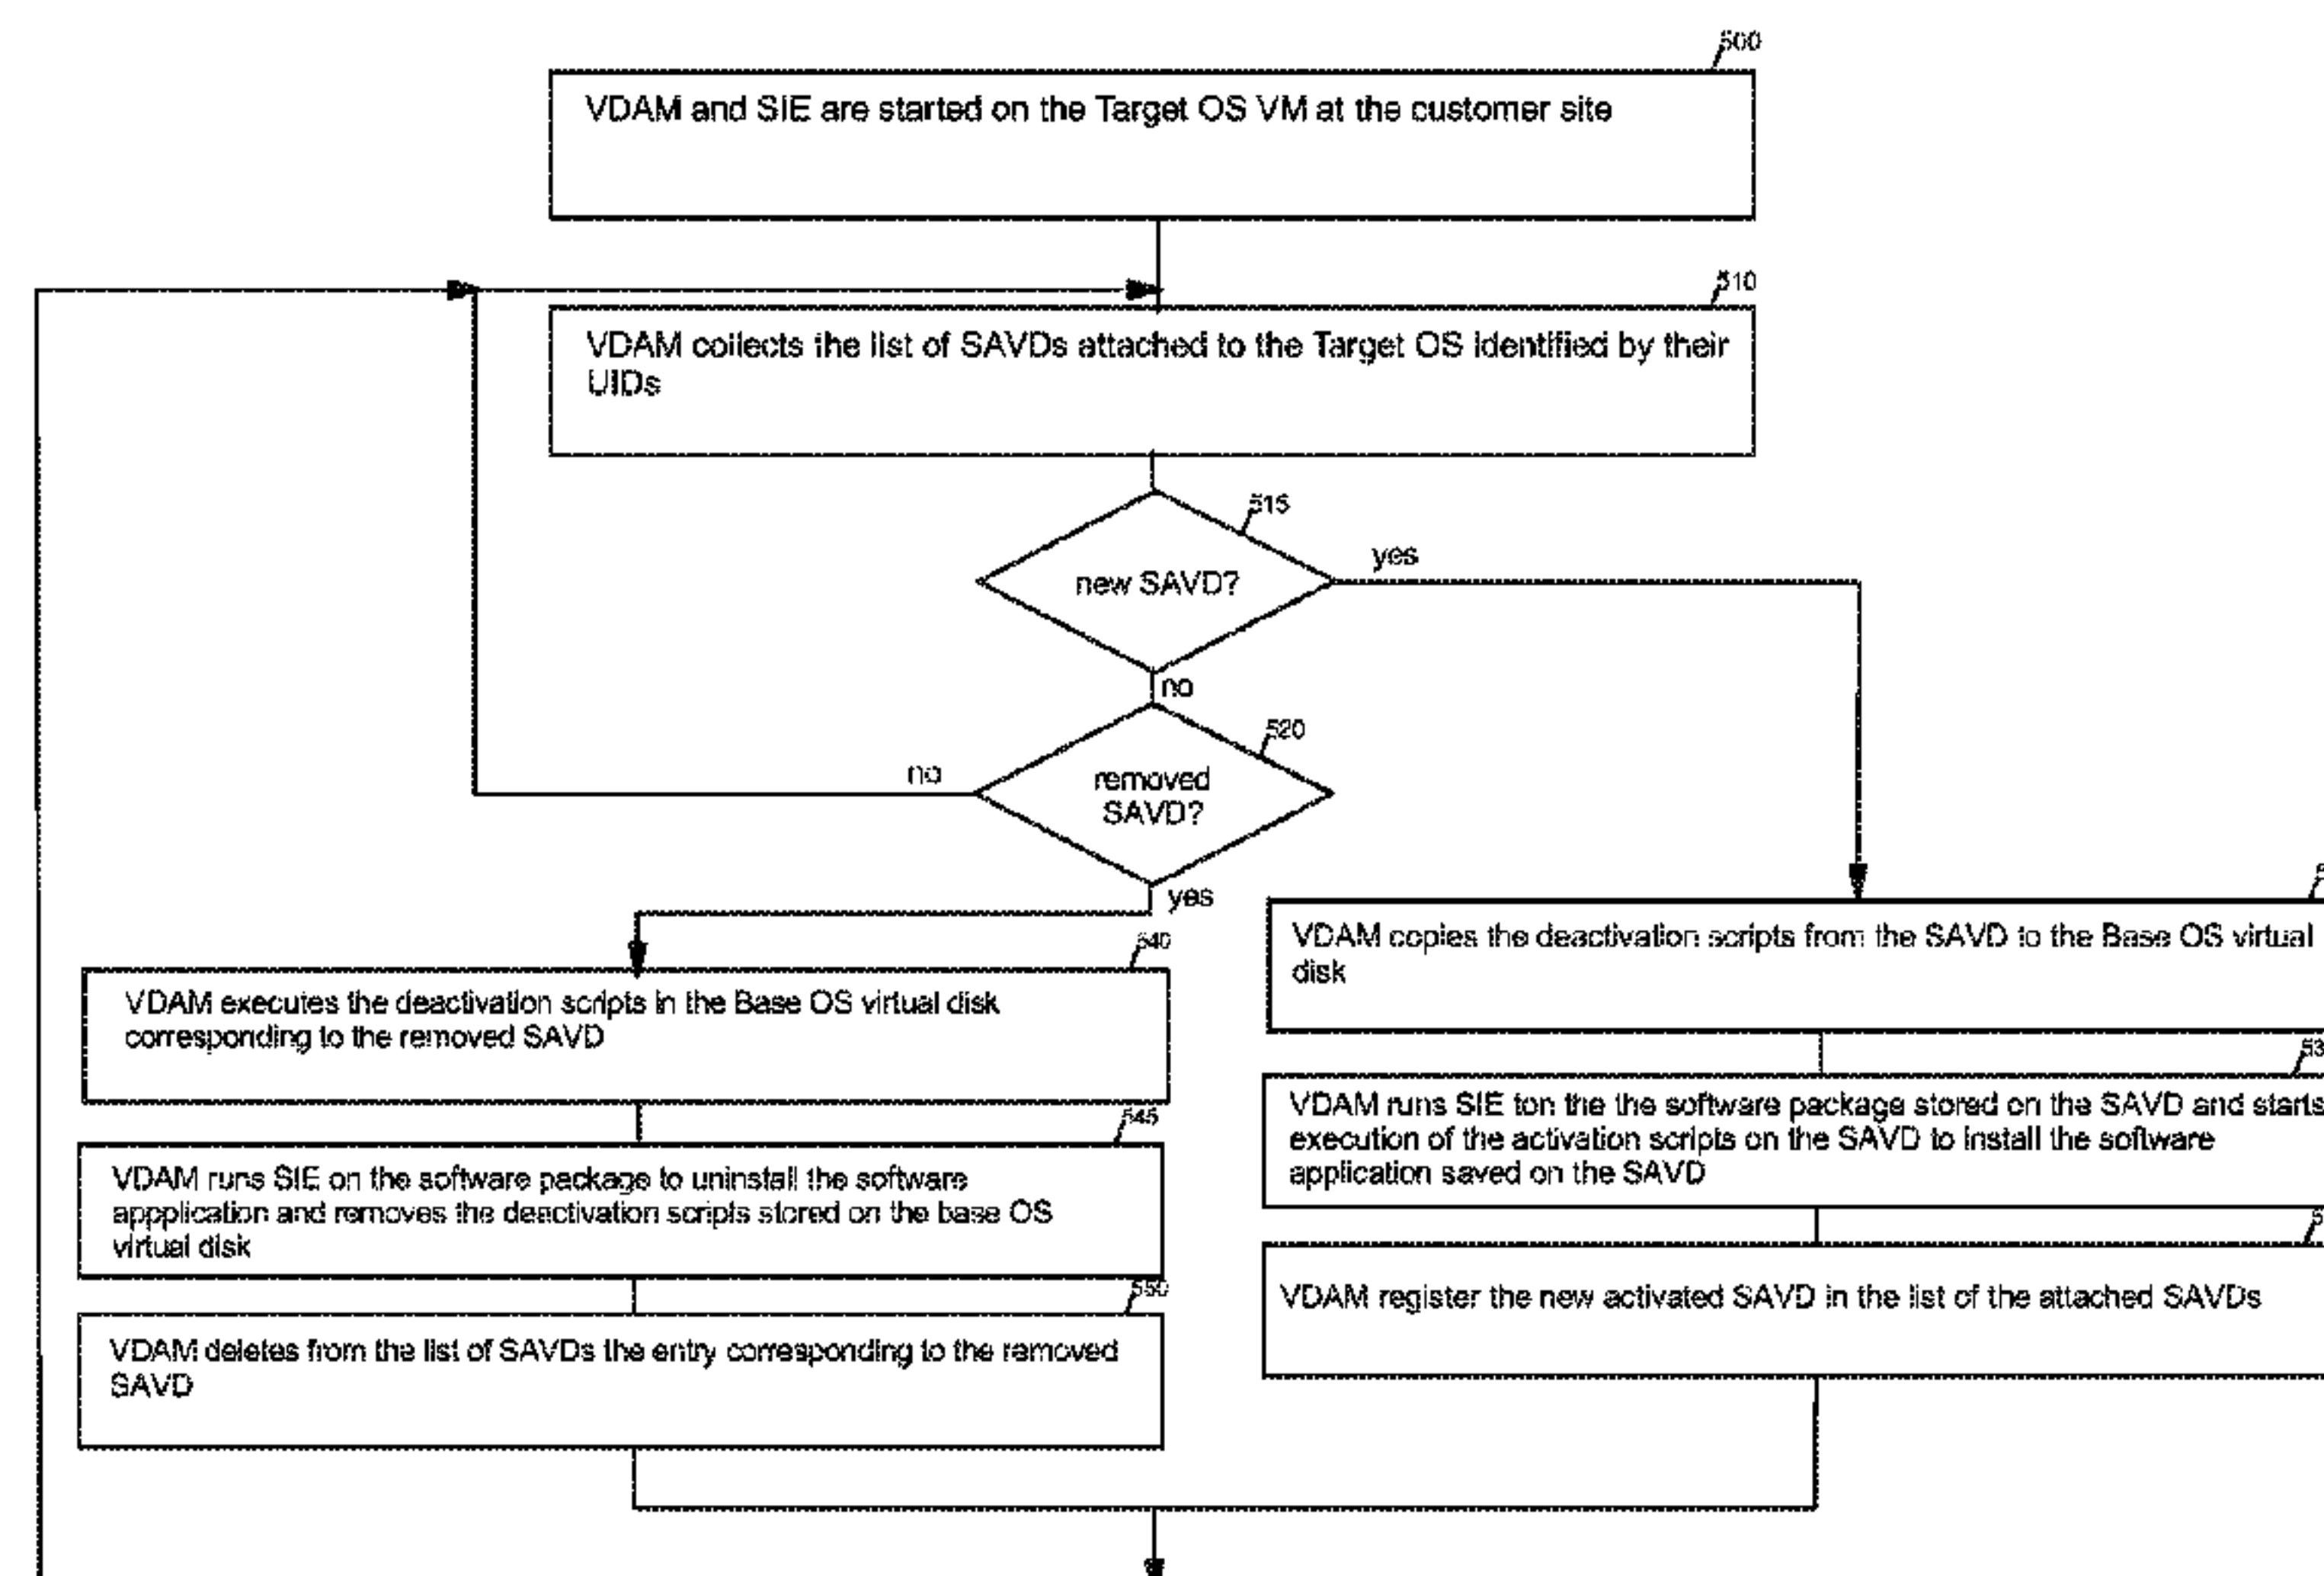 500
VDAM and SIE are started on the Target OS VM at the customer site
510
VDAM collects the list of SAVDs attached to the Target OS identified by their
UIDs
515
new SAVD?
yes
no
520
removed
SAVD?
no
yes
540
VDAM executes the deactivation scripts in the Base OS virtual disk
corresponding to the removed SAVD
545
VDAM runs SIE on the software package to uninstall the software
appplication and removes the deactivation scripts stored on the base OS
virtual disk
550
VDAM deletes from the list of SAVDs the entry corresponding to the removed
SAVD
VDAM copies the deactivation scripts from the SAVD to the Base OS virtual
disk
VDAM runs SIE ton the the software package stored on the SAVD and starts
execution of the activation scripts on the SAVD to install the software
application saved on the SAVD
VDAM register the new activated SAVD in the list of the attached SAVDs